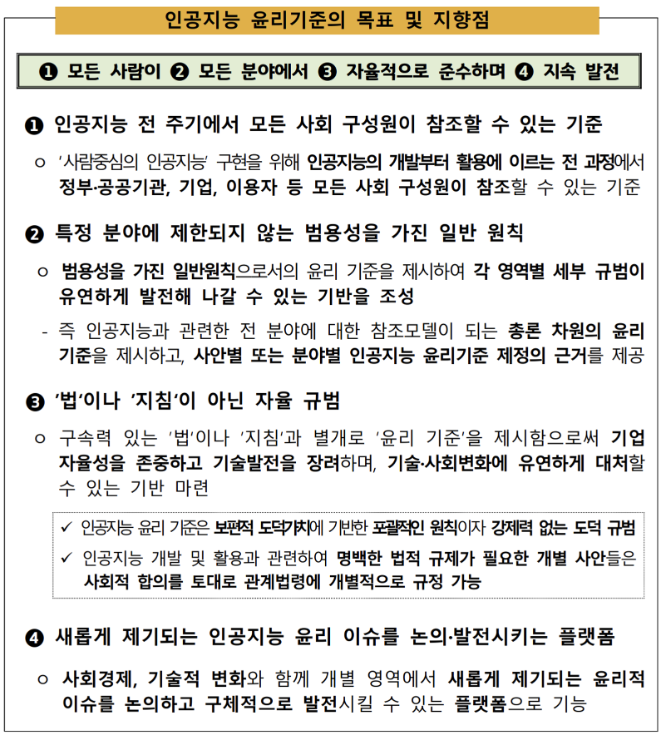 인공지능 윤리기준의 목표 및 지향점
❶ 모든 사람이 ❷ 모든 분야에서 ❸ 자율적으로 준수하며 ❹ 지속 발전
❶ 인공지능 전 주기에서 모든 사회 구성원이 참조할 수 있는 기준
ㅇ '사람중심의 인공지능' 구현을 위해 인공지능의 개발부터 활용에 이르는 전 과정에서
정부·공공기관, 기업, 이용자 등 모든 사회 구성원이 참조할 수 있는 기준
❷ 특정 분야에 제한되지 않는 범용성을 가진 일반 원칙
ㅇ 범용성을 가진 일반원칙으로서의 윤리 기준을 제시하여 각 영역별 세부 규범이
유연하게 발전해 나갈 수 있는 기반을 조성
- 즉 인공지능과 관련한 전 분야에 대한 참조모델이 되는 총론 차원의 윤리
기준을 제시하고, 사안별 또는 분야별 인공지능 윤리기준 제정의 근거를 제공
❸ '법'이나 '지침'이 아닌 자율 규범
ㅇ 구속력 있는 '법'이나 '지침'과 별개로 '윤리 기준'을 제시함으로써 기업
자율성을 존중하고 기술발전을 장려하며, 기술·사회변화에 유연하게 대처할
수 있는 기반 마련
✓ 인공지능 윤리 기준은 보편적 도덕가치에 기반한 포괄적인 원칙이자 강제력 없는 도덕 규범
✓ 인공지능 개발 및 활용과 관련하여 명백한 법적 규제가 필요한 개별 사안들은
사회적 합의를 토대로 관계법령에 개별적으로 규정 가능
❹ 새롭게 제기되는 인공지능 윤리 이슈를 논의·발전시키는 플랫폼
ㅇ 사회경제, 기술적 변화와 함께 개별 영역에서 새롭게 제기되는 윤리적
이슈를 논의하고 구체적으로 발전시킬 수 있는 플랫폼으로 기능